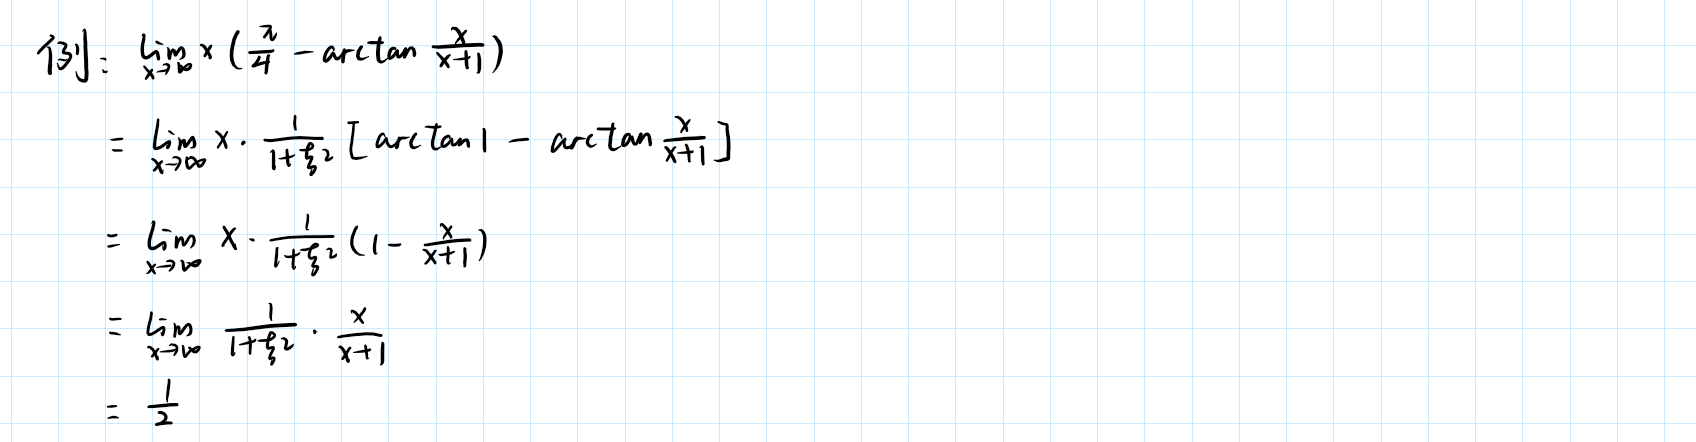 例: lim x→∞ x (π/4 - arctan x/(x+1))
= lim x→∞ x · 1/(1+ξ²) [arctan1 - arctan x/(x+1)]
= lim x→∞ x · 1/(1+ξ²) (1 - x/(x+1))
= lim x→∞ 1/(1+ξ²) · x/(x+1)
= 1/2